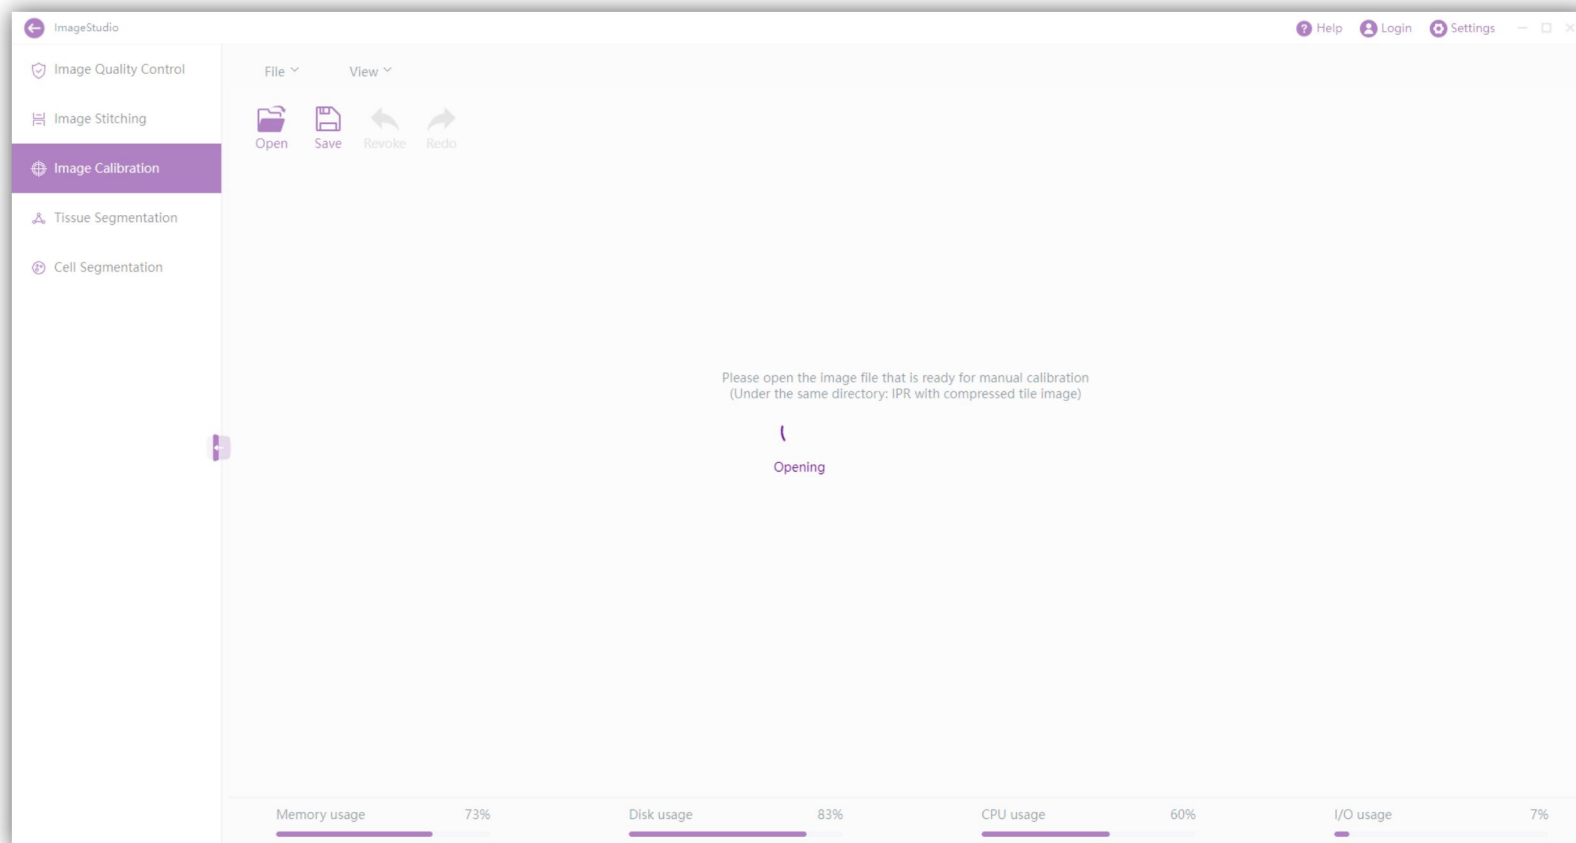 ImageStudio
Help Login Settings
Image Quality Control
Image Stitching
Image Calibration
Tissue Segmentation
Cell Segmentation
File View
Open Save Revoke Redo
Please open the image file that is ready for manual calibration
(Under the same directory: IPR with compressed tile image)
Opening
Memory usage 73% Disk usage 83% CPU usage 60% I/O usage 7%